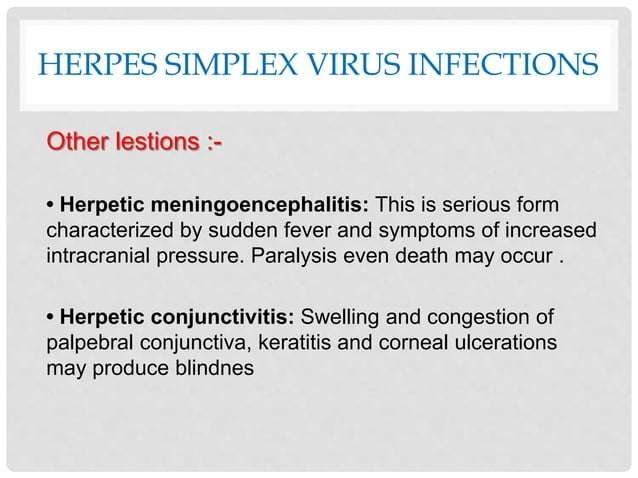 HERPES SIMPLEX VIRUS INFECTIONS
Other lestions :-
• Herpetic meningoencephalitis: This is serious form
characterized by sudden fever and symptoms of increased
intracranial pressure. Paralysis even death may occur .
• Herpetic conjunctivitis: Swelling and congestion of
palpebral conjunctiva, keratitis and corneal ulcerations
may produce blindnes